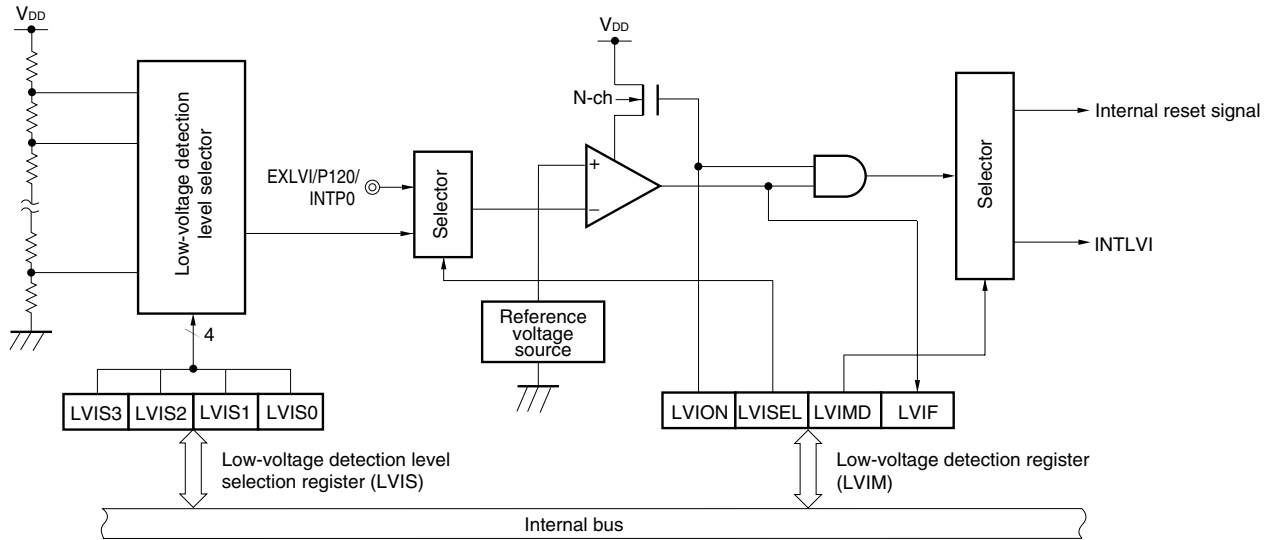 VDD
VDD
N-ch
Low-voltage detection
level selector
EXLVI/P120/
INTP0
Selector
+
−
Selector
Internal reset signal
INTLVI
Reference
voltage
source
4
LVIS3 LVIS2 LVIS1 LVIS0
LVION LVISEL LVIMD LVIF
Low-voltage detection level
selection register (LVIS)
Low-voltage detection register
(LVIM)
Internal bus